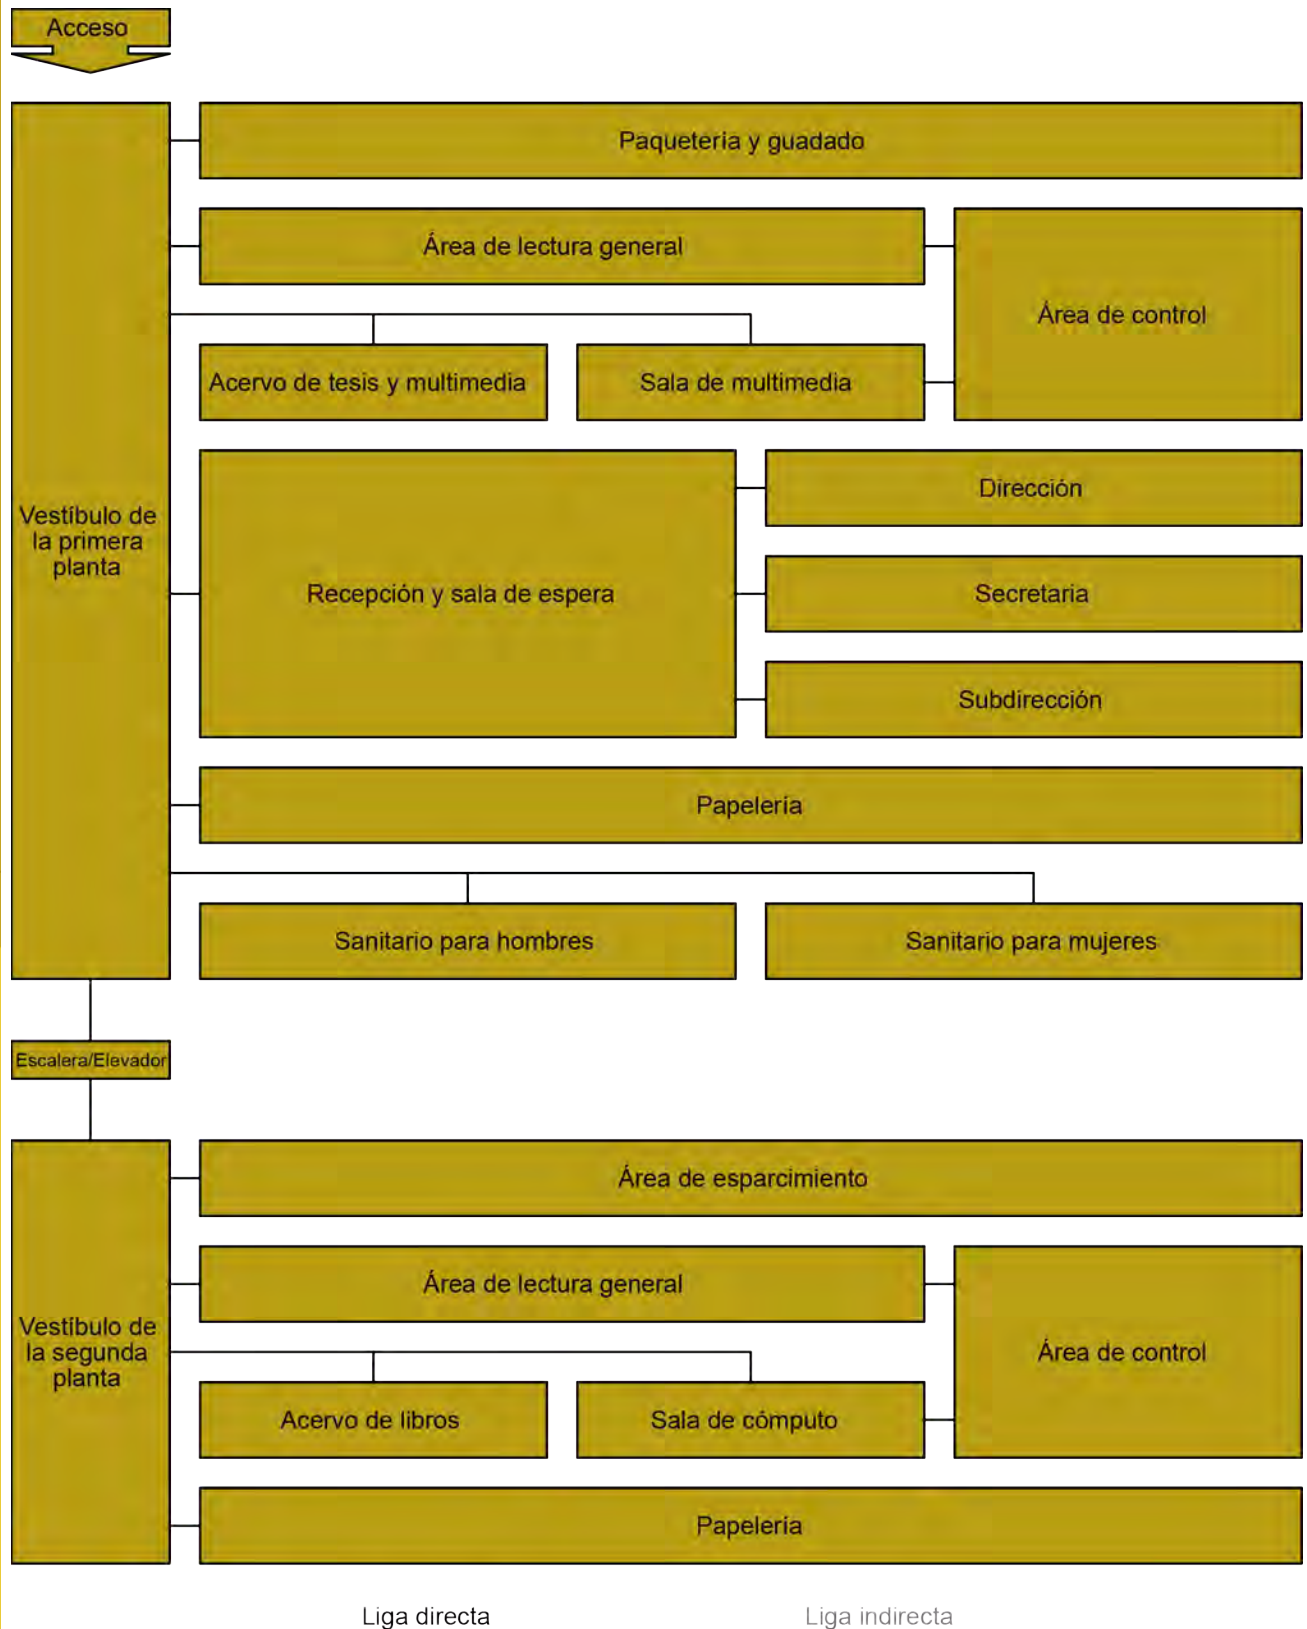 Acceso
Paquetería y guadado
Área de lectura general
Área de control
Acervo de tesis y multimedia
Sala de multimedia
Vestíbulo de
la primera
planta
Recepción y sala de espera
Dirección
Secretaria
Subdirección
Papelería
Sanitario para hombres
Sanitario para mujeres
Escalera/Elevador
Área de esparcimiento
Área de lectura general
Área de control
Vestíbulo de
la segunda
planta
Acervo de libros
Sala de cómputo
Papelería
Liga directa
Liga indirecta